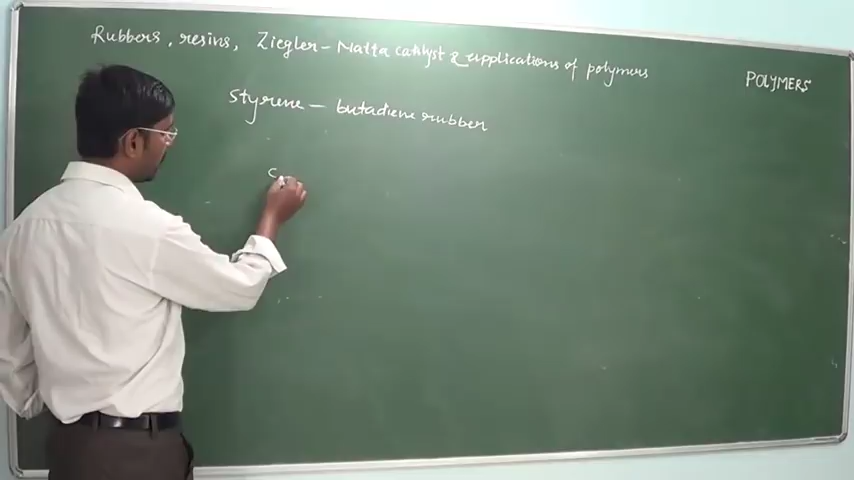 Rubbers, resins, Ziegler-Natta catalyst & applications of polymers
POLYMERS
Styrene - butadiene rubber
C